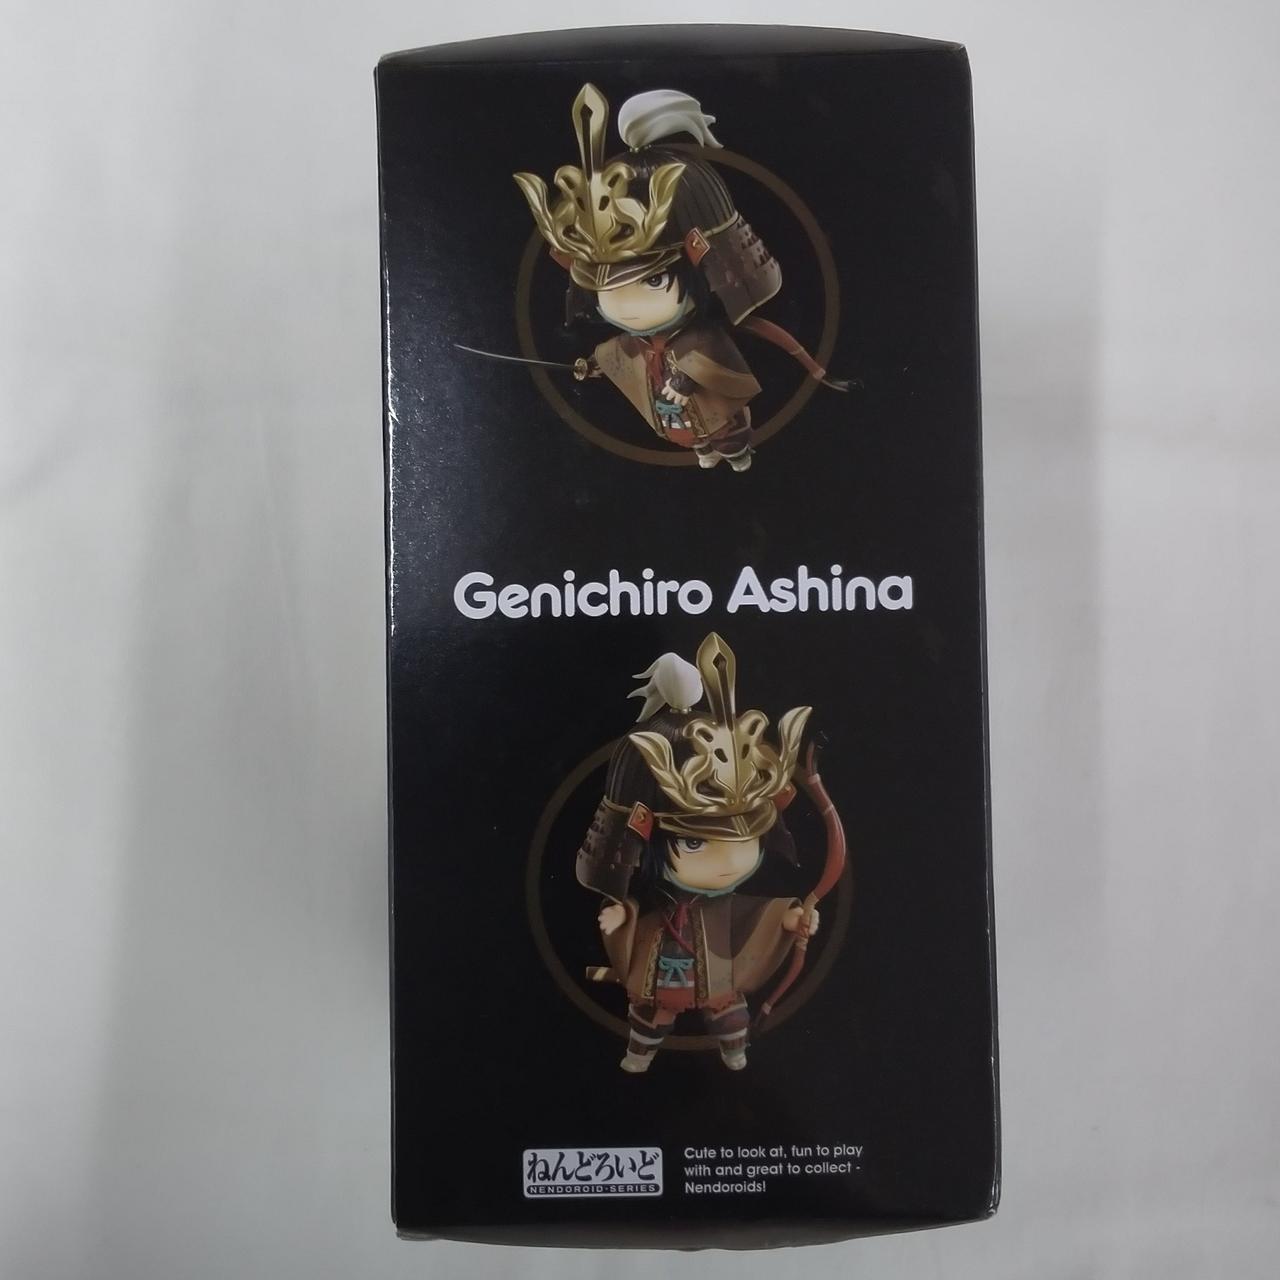 Genichiro Ashina
ねんどろいど
NENDOROID-SERIES
Cute to look at, fun to play
with and great to collect -
Nendoroids!